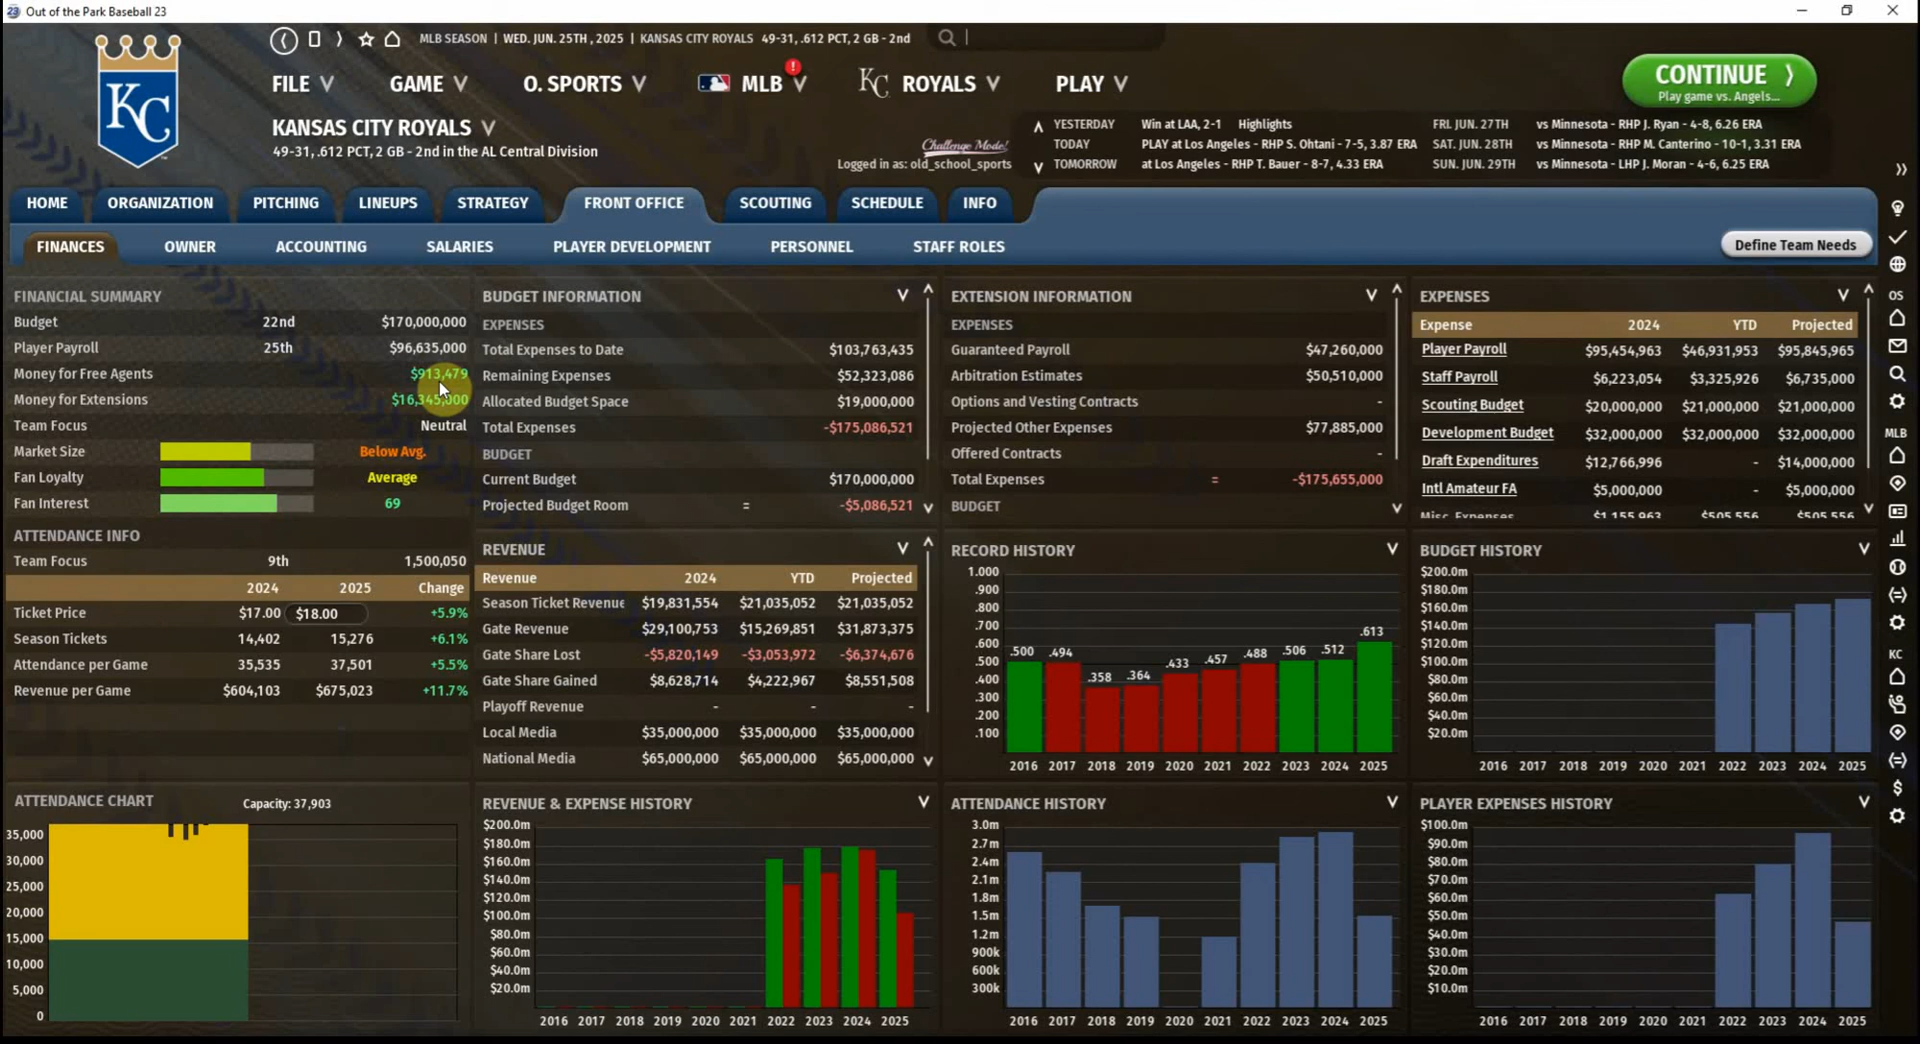 Out of the Park Baseball 23
MLB SEASON | WED. JUN. 25TH , 2025 | KANSAS CITY ROYALS 49-31, .612 PCT, 2 GB - 2nd
FILE GAME O. SPORTS MLB ! KC ROYALS PLAY
CONTINUE
Play game vs. Angels...
KC
KANSAS CITY ROYALS
49-31, .612 PCT, 2 GB - 2nd in the AL Central Division
Challenge Mode!
Logged in as: old_school_sports
YESTERDAY Win at LAA, 2-1 Highlights FRI. JUN. 27TH vs Minnesota - RHP J. Ryan - 4-8, 6.26 ERA
TODAY PLAY at Los Angeles - RHP S. Ohtani - 7-5, 3.87 ERA SAT. JUN. 28TH vs Minnesota - RHP M. Canterino - 10-1, 3.31 ERA
TOMORROW at Los Angeles - RHP T. Bauer - 8-7, 4.33 ERA SUN. JUN. 29TH vs Minnesota - LHP J. Moran - 4-6, 6.25 ERA
HOME ORGANIZATION PITCHING LINEUPS STRATEGY FRONT OFFICE SCOUTING SCHEDULE INFO
FINANCES OWNER ACCOUNTING SALARIES PLAYER DEVELOPMENT PERSONNEL STAFF ROLES
Define Team Needs
FINANCIAL SUMMARY
Budget 22nd $170,000,000
Player Payroll 25th $96,635,000
Money for Free Agents $913,479
Money for Extensions $16,345,000
Team Focus Neutral
Market Size Below Avg.
Fan Loyalty Average
Fan Interest 69
ATTENDANCE INFO
Team Focus 9th 1,500,050
2024 2025 Change
Ticket Price $17.00 $18.00 +5.9%
Season Tickets 14,402 15,276 +6.1%
Attendance per Game 35,535 37,501 +5.5%
Revenue per Game $604,103 $675,023 +11.7%
BUDGET INFORMATION
EXPENSES
Total Expenses to Date $103,763,435
Remaining Expenses $52,323,086
Allocated Budget Space $19,000,000
Total Expenses -$175,086,521
BUDGET
Current Budget $170,000,000
Projected Budget Room = -$5,086,521
EXTENSION INFORMATION
EXPENSES
Guaranteed Payroll $47,260,000
Arbitration Estimates $50,510,000
Options and Vesting Contracts -
Projected Other Expenses $77,885,000
Offered Contracts -
Total Expenses = -$175,655,000
BUDGET
EXPENSES
Expense 2024 YTD Projected
Player Payroll $95,454,963 $46,931,953 $95,845,965
Staff Payroll $6,223,054 $3,325,926 $6,735,000
Scouting Budget $20,000,000 $21,000,000 $21,000,000
Development Budget $32,000,000 $32,000,000 $32,000,000
Draft Expenditures $12,766,996 - $14,000,000
Intl Amateur FA $5,000,000 - $5,000,000
Misc. Expenses $1,155,963 $505,556 $505,556
REVENUE
Revenue 2024 YTD Projected
Season Ticket Revenue $19,831,554 $21,035,052 $21,035,052
Gate Revenue $29,100,753 $15,269,851 $31,873,375
Gate Share Lost -$5,820,149 -$3,053,972 -$6,374,676
Gate Share Gained $8,628,714 $4,222,967 $8,551,508
Playoff Revenue - - -
Local Media $35,000,000 $35,000,000 $35,000,000
National Media $65,000,000 $65,000,000 $65,000,000
RECORD HISTORY
1.000
.900
.800
.700
.600
.500
.400
.300
.200
.100
.500 .494 .358 .364 .433 .457 .488 .506 .512 .613
2016 2017 2018 2019 2020 2021 2022 2023 2024 2025
BUDGET HISTORY
$200.0m
$180.0m
$160.0m
$140.0m
$120.0m
$100.0m
$80.0m
$60.0m
$40.0m
$20.0m
2016 2017 2018 2019 2020 2021 2022 2023 2024 2025
ATTENDANCE CHART Capacity: 37,903
35,000
30,000
25,000
20,000
15,000
10,000
5,000
0
REVENUE & EXPENSE HISTORY
$200.0m
$180.0m
$160.0m
$140.0m
$120.0m
$100.0m
$80.0m
$60.0m
$40.0m
$20.0m
2016 2017 2018 2019 2020 2021 2022 2023 2024 2025
ATTENDANCE HISTORY
3.0m
2.7m
2.4m
2.1m
1.8m
1.5m
1.2m
900k
600k
300k
2016 2017 2018 2019 2020 2021 2022 2023 2024 2025
PLAYER EXPENSES HISTORY
$100.0m
$90.0m
$80.0m
$70.0m
$60.0m
$50.0m
$40.0m
$30.0m
$20.0m
$10.0m
2016 2017 2018 2019 2020 2021 2022 2023 2024 2025
OS
MLB
KC